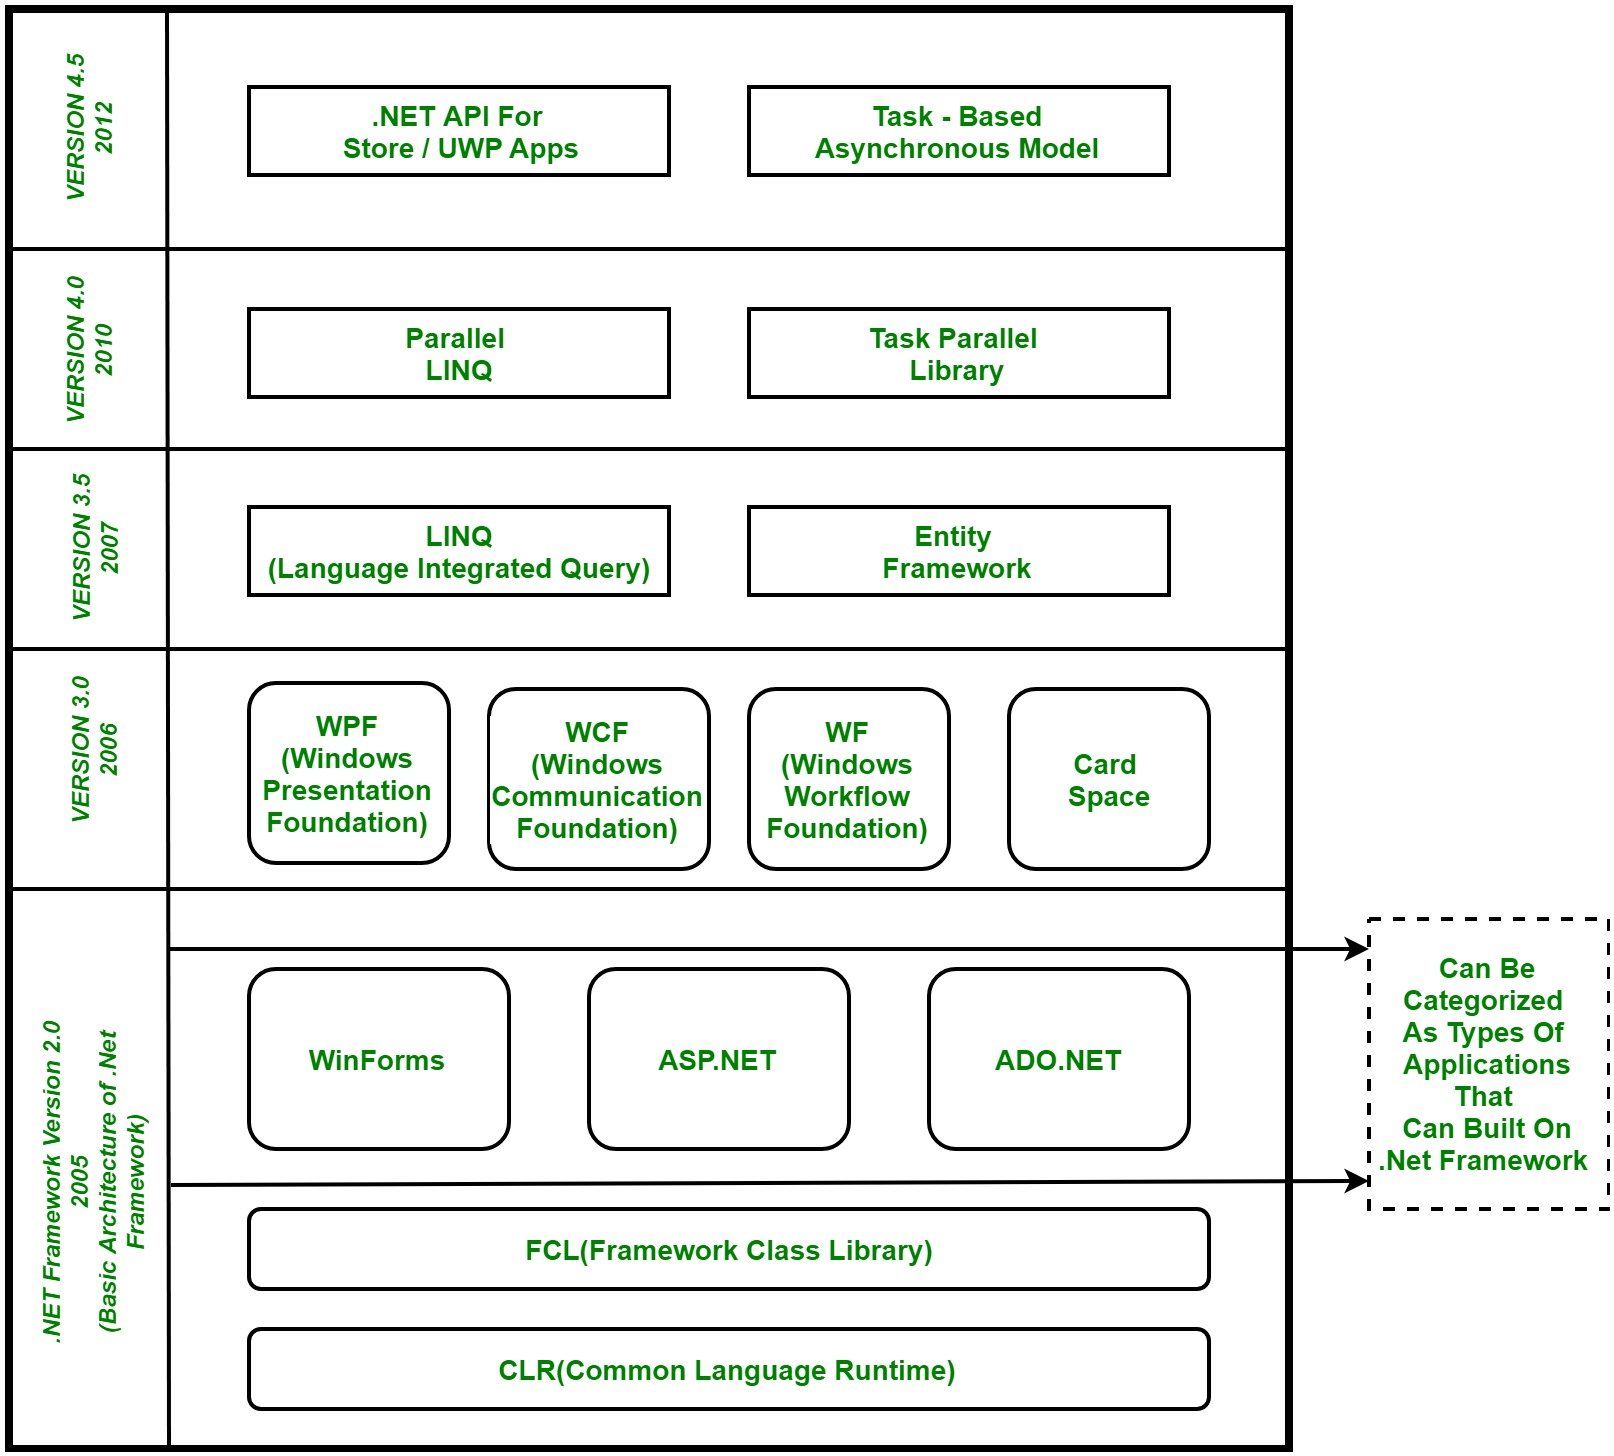 VERSION 4.5
2012
.NET API For
Store / UWP Apps
Task - Based
Asynchronous Model
VERSION 4.0
2010
Parallel
LINQ
Task Parallel
Library
VERSION 3.5
2007
LINQ
(Language Integrated Query)
Entity
Framework
VERSION 3.0
2006
WPF
(Windows
Presentation
Foundation)
WCF
(Windows
Communication
Foundation)
WF
(Windows
Workflow
Foundation)
Card
Space
.NET Framework Version 2.0
2005
(Basic Architecture of .Net
Framework)
WinForms
ASP.NET
ADO.NET
Can Be
Categorized
As Types Of
Applications
That
Can Built On
.Net Framework
FCL(Framework Class Library)
CLR(Common Language Runtime)